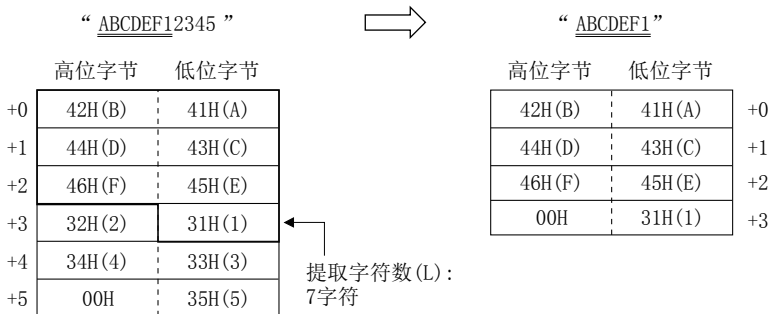 “ ABCDEF12345 ”
“ ABCDEF1”
高位字节 低位字节
高位字节 低位字节
+0 42H(B) 41H(A)
42H(B) 41H(A) +0
+1 44H(D) 43H(C)
44H(D) 43H(C) +1
+2 46H(F) 45H(E)
46H(F) 45H(E) +2
+3 32H(2) 31H(1)
00H 31H(1) +3
+4 34H(4) 33H(3)
+5 00H 35H(5)
提取字符数(L):
7字符